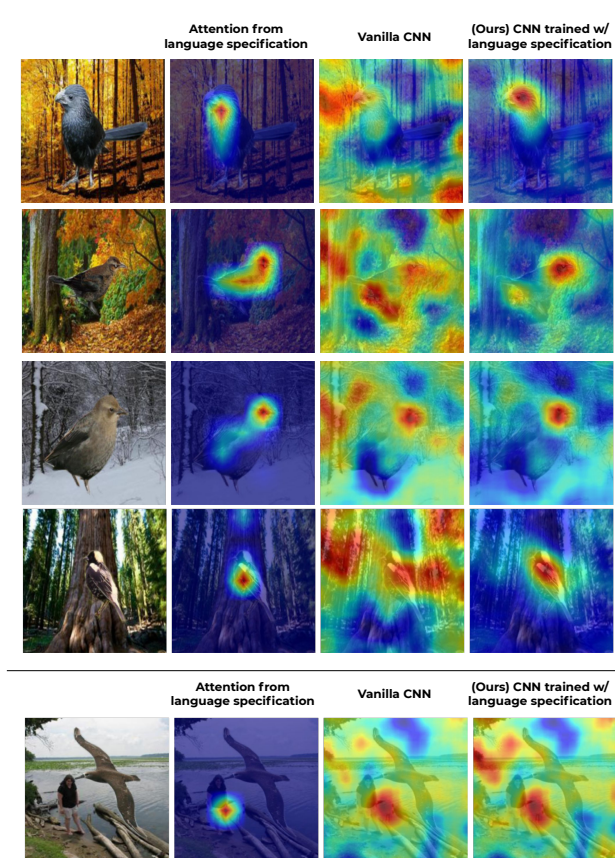 Attention from
language specification
Vanilla CNN
(Ours) CNN trained w/
language specification
Attention from
language specification
Vanilla CNN
(Ours) CNN trained w/
language specification